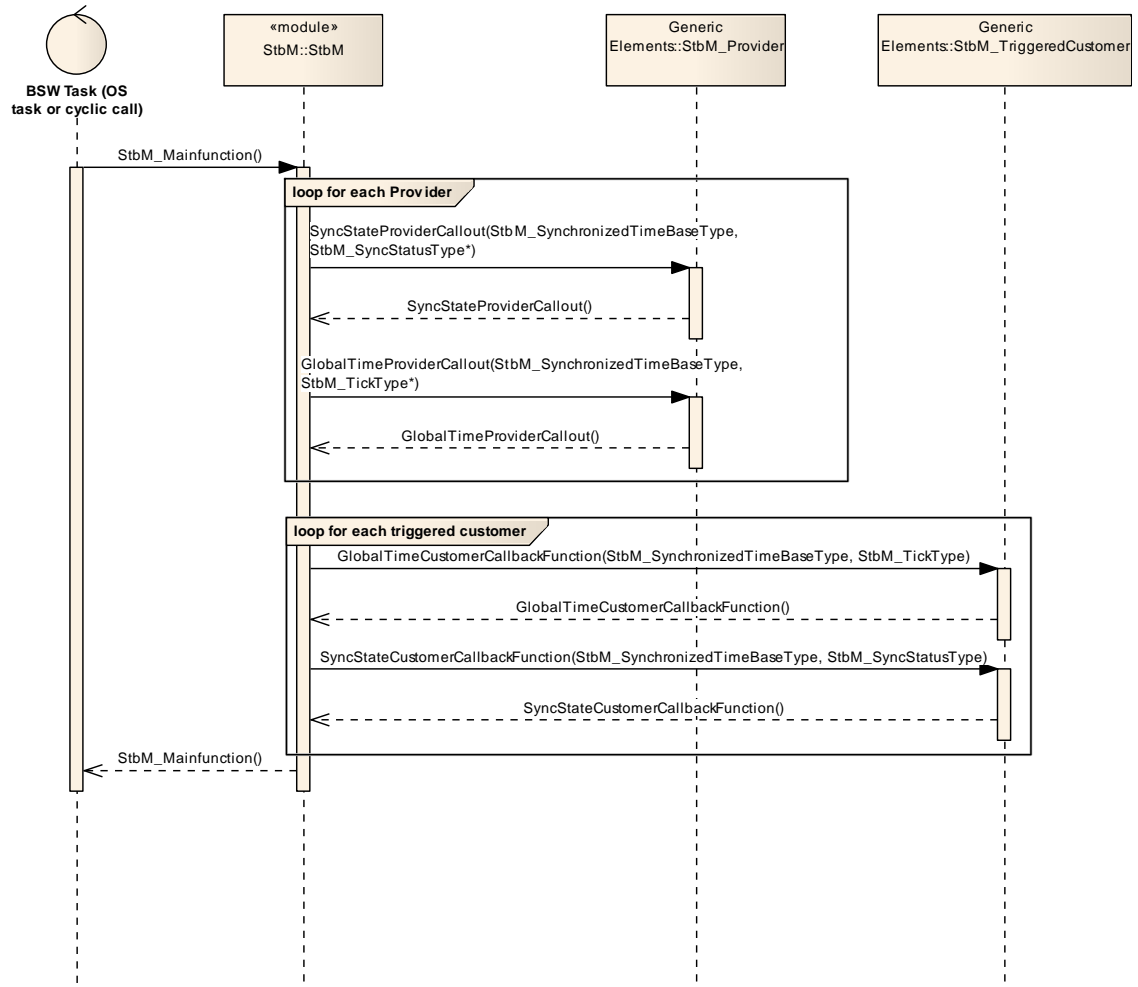 BSW Task (OS
task or cyclic call)
«module»
StbM::StbM
Generic
Elements::StbM_Provider
Generic
Elements::StbM_TriggeredCustomer
StbM_Mainfunction()
loop for each Provider
SyncStateProviderCallout(StbM_SynchronizedTimeBaseType,
StbM_SyncStatusType*)
SyncStateProviderCallout()
GlobalTimeProviderCallout(StbM_SynchronizedTimeBaseType,
StbM_TickType*)
GlobalTimeProviderCallout()
loop for each triggered customer
GlobalTimeCustomerCallbackFunction(StbM_SynchronizedTimeBaseType, StbM_TickType)
GlobalTimeCustomerCallbackFunction()
SyncStateCustomerCallbackFunction(StbM_SynchronizedTimeBaseType, StbM_SyncStatusType)
SyncStateCustomerCallbackFunction()
StbM_Mainfunction()